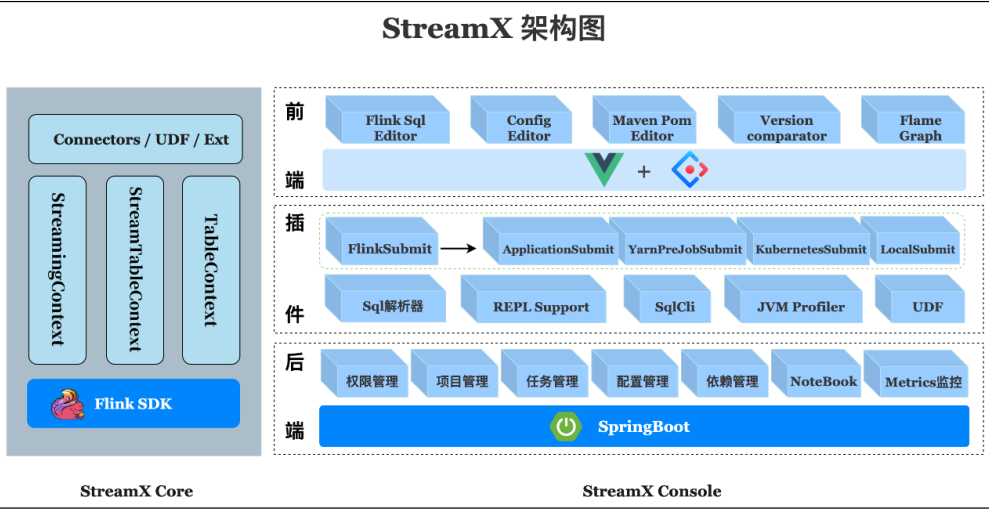 StreamX 架构图
Connectors / UDF / Ext
StreamingContext
StreamTableContext
TableContext
Flink SDK
StreamX Core
前端
Flink Sql
Editor
Config
Editor
Maven Pom
Editor
Version
comparator
Flame
Graph
+
插件
FlinkSubmit
ApplicationSubmit
YarnPreJobSubmit
KubernetesSubmit
LocalSubmit
Sql解析器
REPL Support
SqlCli
JVM Profiler
UDF
后端
权限管理
项目管理
任务管理
配置管理
依赖管理
NoteBook
Metrics监控
SpringBoot
StreamX Console